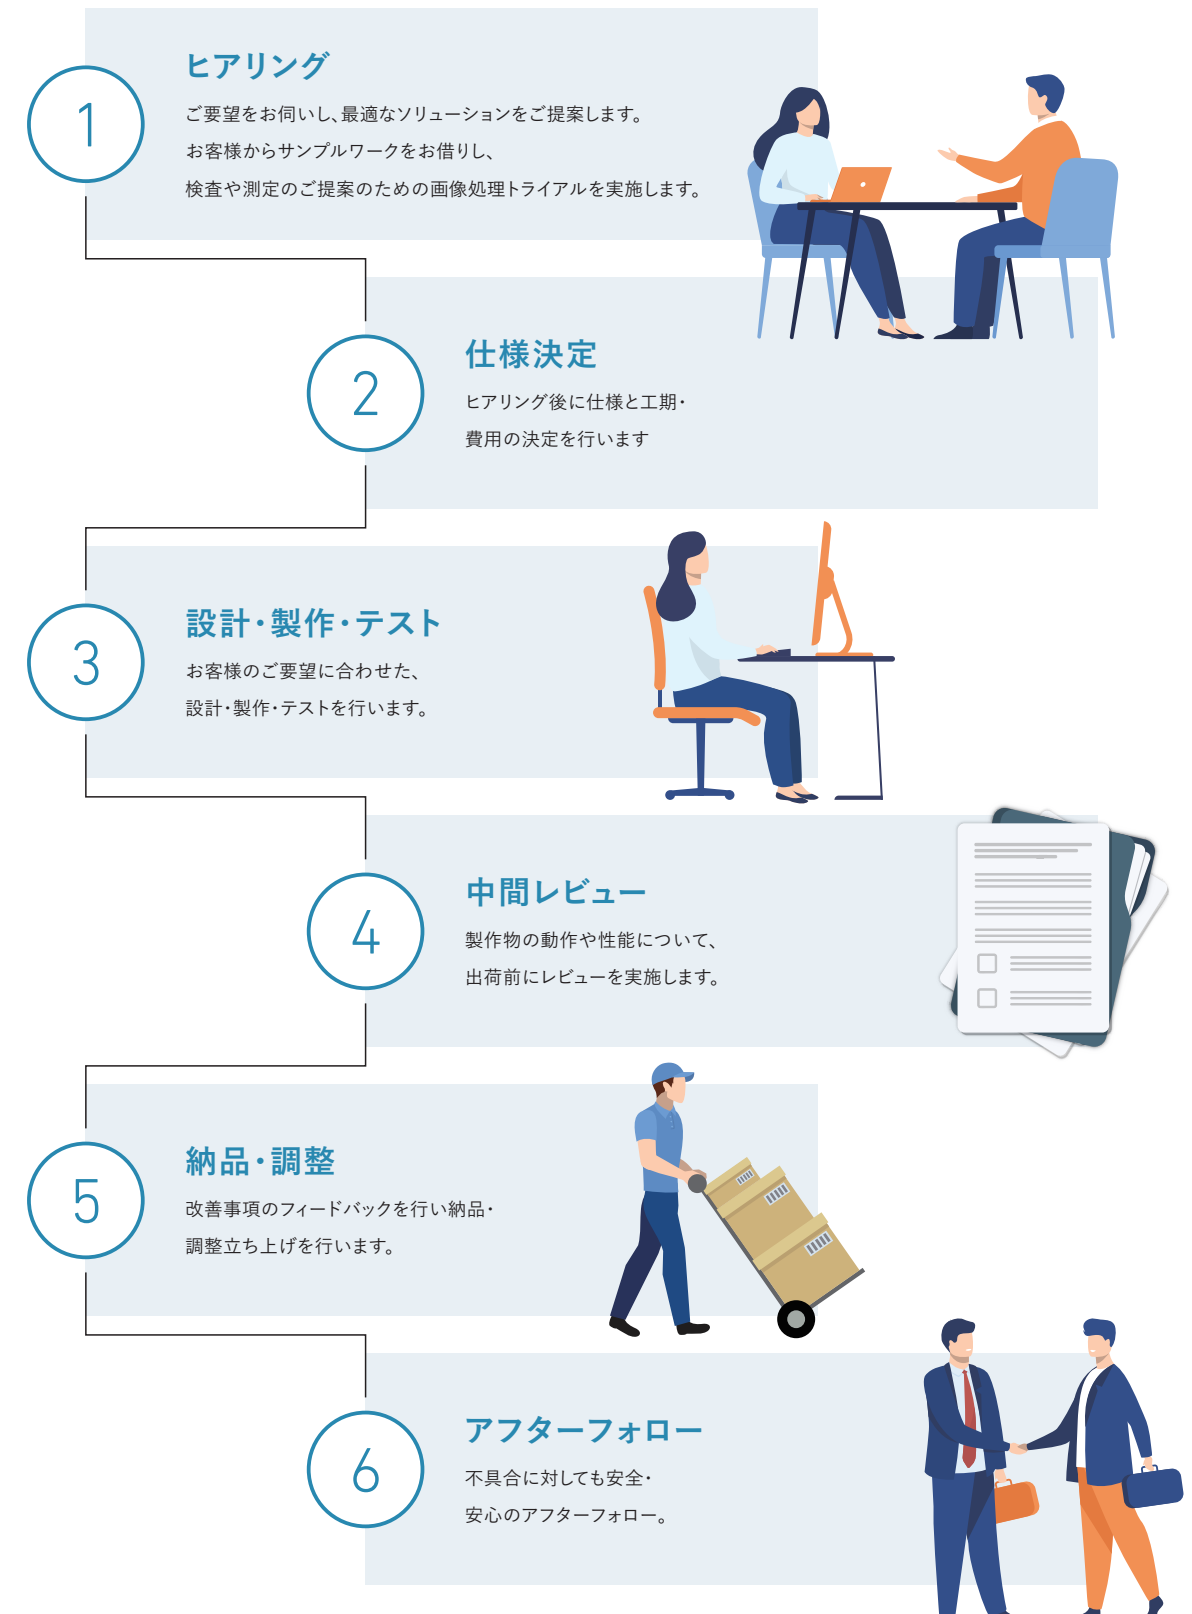 1
ヒアリング
ご要望をお伺いし、最適なソリューションをご提案します。
お客様からサンプルワークをお借りし、
検査や測定のご提案のための画像処理トライアルを実施します。
2
仕様決定
ヒアリング後に仕様と工期・
費用の決定を行います
3
設計・製作・テスト
お客様のご要望に合わせた、
設計・製作・テストを行います。
4
中間レビュー
製作物の動作や性能について、
出荷前にレビューを実施します。
5
納品・調整
改善事項のフィードバックを行い納品・
調整立ち上げを行います。
6
アフターフォロー
不具合に対しても安全・
安心のアフターフォロー。